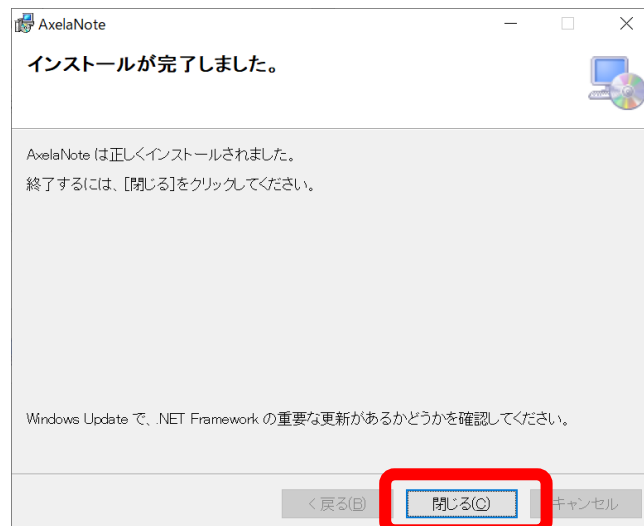 AxelaNote
インストールが完了しました。
AxelaNote は正しくインストールされました。
終了するには、[閉じる]をクリックしてください。
Windows Update で、.NET Framework の重要な更新があるかどうかを確認してください。
< 戻る(B) 閉じる(C) キャンセル